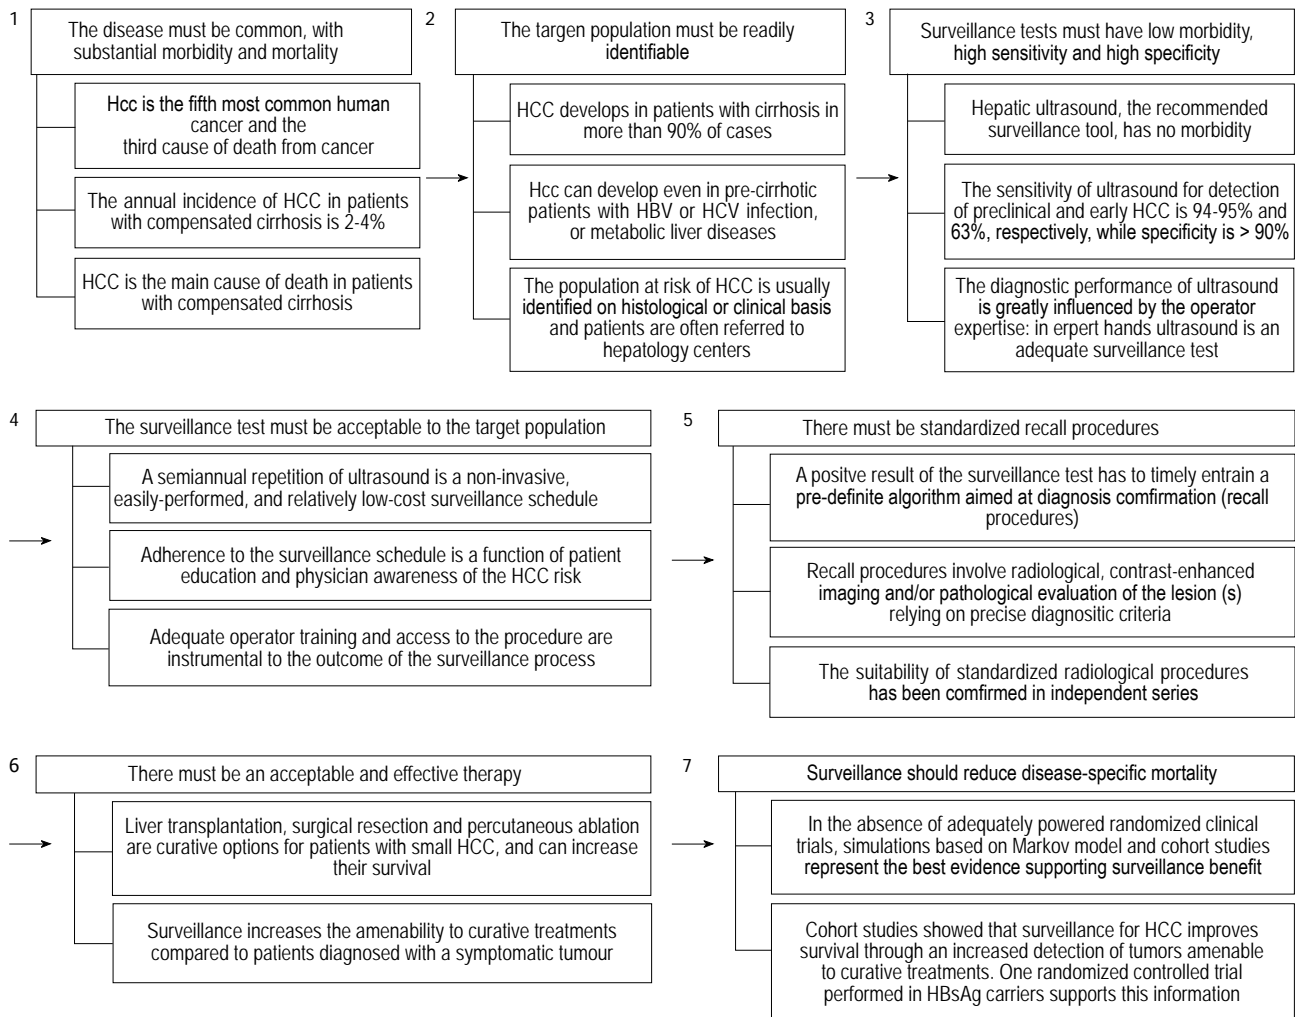 1
The disease must be common, with
substantial morbidity and mortality
Hcc is the fifth most common human
cancer and the
third cause of death from cancer
The annual incidence of HCC in patients
with compensated cirrhosis is 2-4%
HCC is the main cause of death in patients
with compensated cirrhosis
2
The targen population must be readily
identifiable
HCC develops in patients with cirrhosis in
more than 90% of cases
Hcc can develop even in pre-cirrhotic
patients with HBV or HCV infection,
or metabolic liver diseases
The population at risk of HCC is usually
identified on histological or clinical basis
and patients are often referred to
hepatology centers
3
Surveillance tests must have low morbidity,
high sensitivity and high specificity
Hepatic ultrasound, the recommended
surveillance tool, has no morbidity
The sensitivity of ultrasound for detection
of preclinical and early HCC is 94-95% and
63%, respectively, while specificity is > 90%
The diagnostic performance of ultrasound
is greatly influenced by the operator
expertise: in erpert hands ultrasound is an
adequate surveillance test
4
The surveillance test must be acceptable to the target population
A semiannual repetition of ultrasound is a non-invasive,
easily-performed, and relatively low-cost surveillance schedule
Adherence to the surveillance schedule is a function of patient
education and physician awareness of the HCC risk
Adequate operator training and access to the procedure are
instrumental to the outcome of the surveillance process
5
There must be standardized recall procedures
A positve result of the surveillance test has to timely entrain a
pre-definite algorithm aimed at diagnosis comfirmation (recall
procedures)
Recall procedures involve radiological, contrast-enhanced
imaging and/or pathological evaluation of the lesion (s)
relying on precise diagnositic criteria
The suitability of standardized radiological procedures
has been comfirmed in independent series
6
There must be an acceptable and effective therapy
Liver transplantation, surgical resection and percutaneous ablation
are curative options for patients with small HCC, and can increase
their survival
Surveillance increases the amenability to curative treatments
compared to patients diagnosed with a symptomatic tumour
7
Surveillance should reduce disease-specific mortality
In the absence of adequately powered randomized clinical
trials, simulations based on Markov model and cohort studies
represent the best evidence supporting surveillance benefit
Cohort studies showed that surveillance for HCC improves
survival through an increased detection of tumors amenable
to curative treatments. One randomized controlled trial
performed in HBsAg carriers supports this information